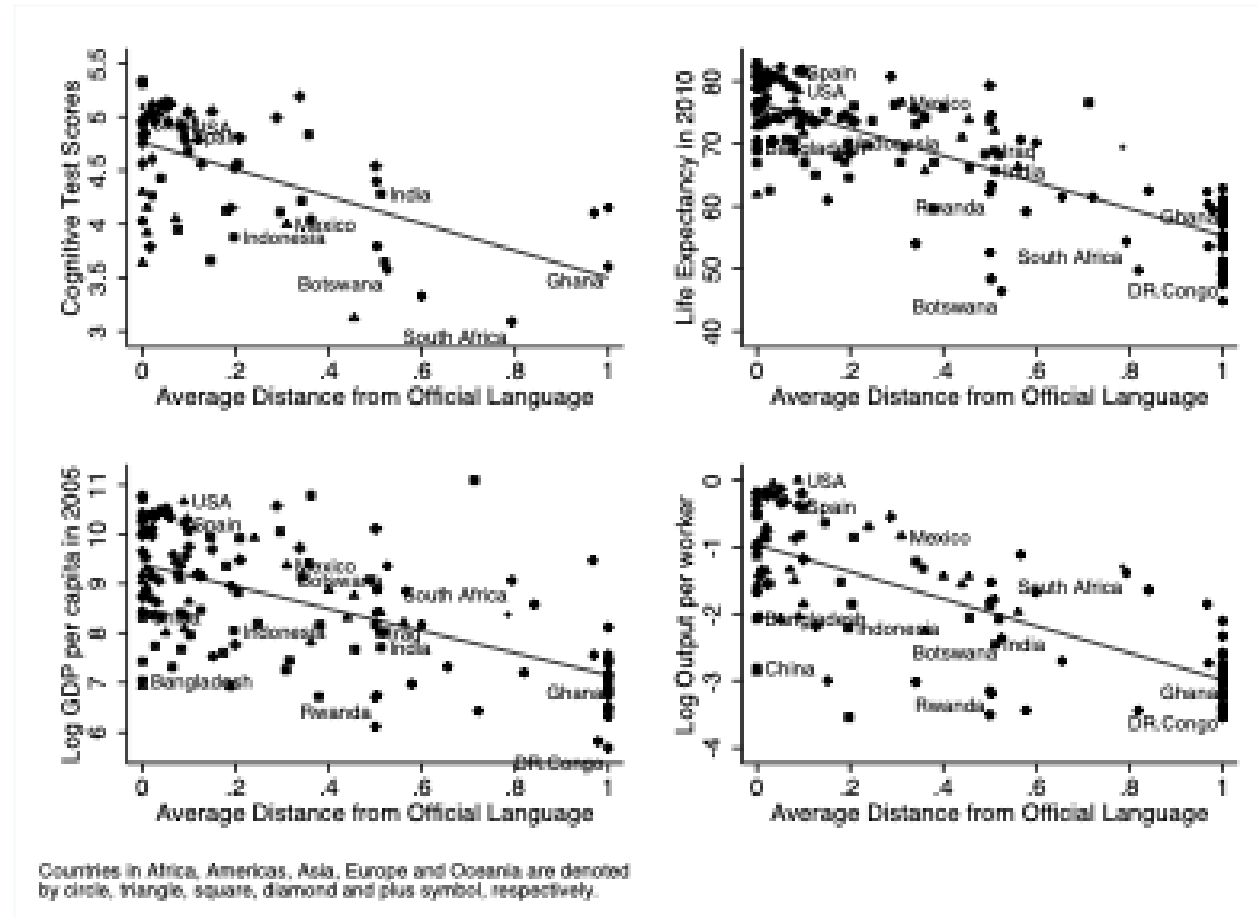 Cognitive Test Scores
5.5
5
4.5
4
3.5
3
USA
Spain
India
Mexico
Indonesia
Botswana
Ghana
South Africa
0 .2 .4 .6 .8 1
Average Distance from Official Language
Life Expectancy in 2010
80
70
60
50
40
Spain
USA
Mexico
Bangladesh
Indonesia
Iraq
India
Rwanda
Ghana
South Africa
DR.Congo
Botswana
0 .2 .4 .6 .8 1
Average Distance from Official Language
Log GDP per capita in 2005
11
10
9
8
7
6
USA
Spain
Mexico
Botswana
South Africa
Indonesia
Iraq
India
Bangladesh
Ghana
Rwanda
DR.Congo
0 .2 .4 .6 .8 1
Average Distance from Official Language
Log Output per worker
0
-1
-2
-3
-4
USA
Spain
Mexico
South Africa
Bangladesh
Indonesia
India
Botswana
China
Ghana
Rwanda
DR.Congo
0 .2 .4 .6 .8 1
Average Distance from Official Language
Countries in Africa, Americas, Asia, Europe and Oceania are denoted
by circle, triangle, square, diamond and plus symbol, respectively.